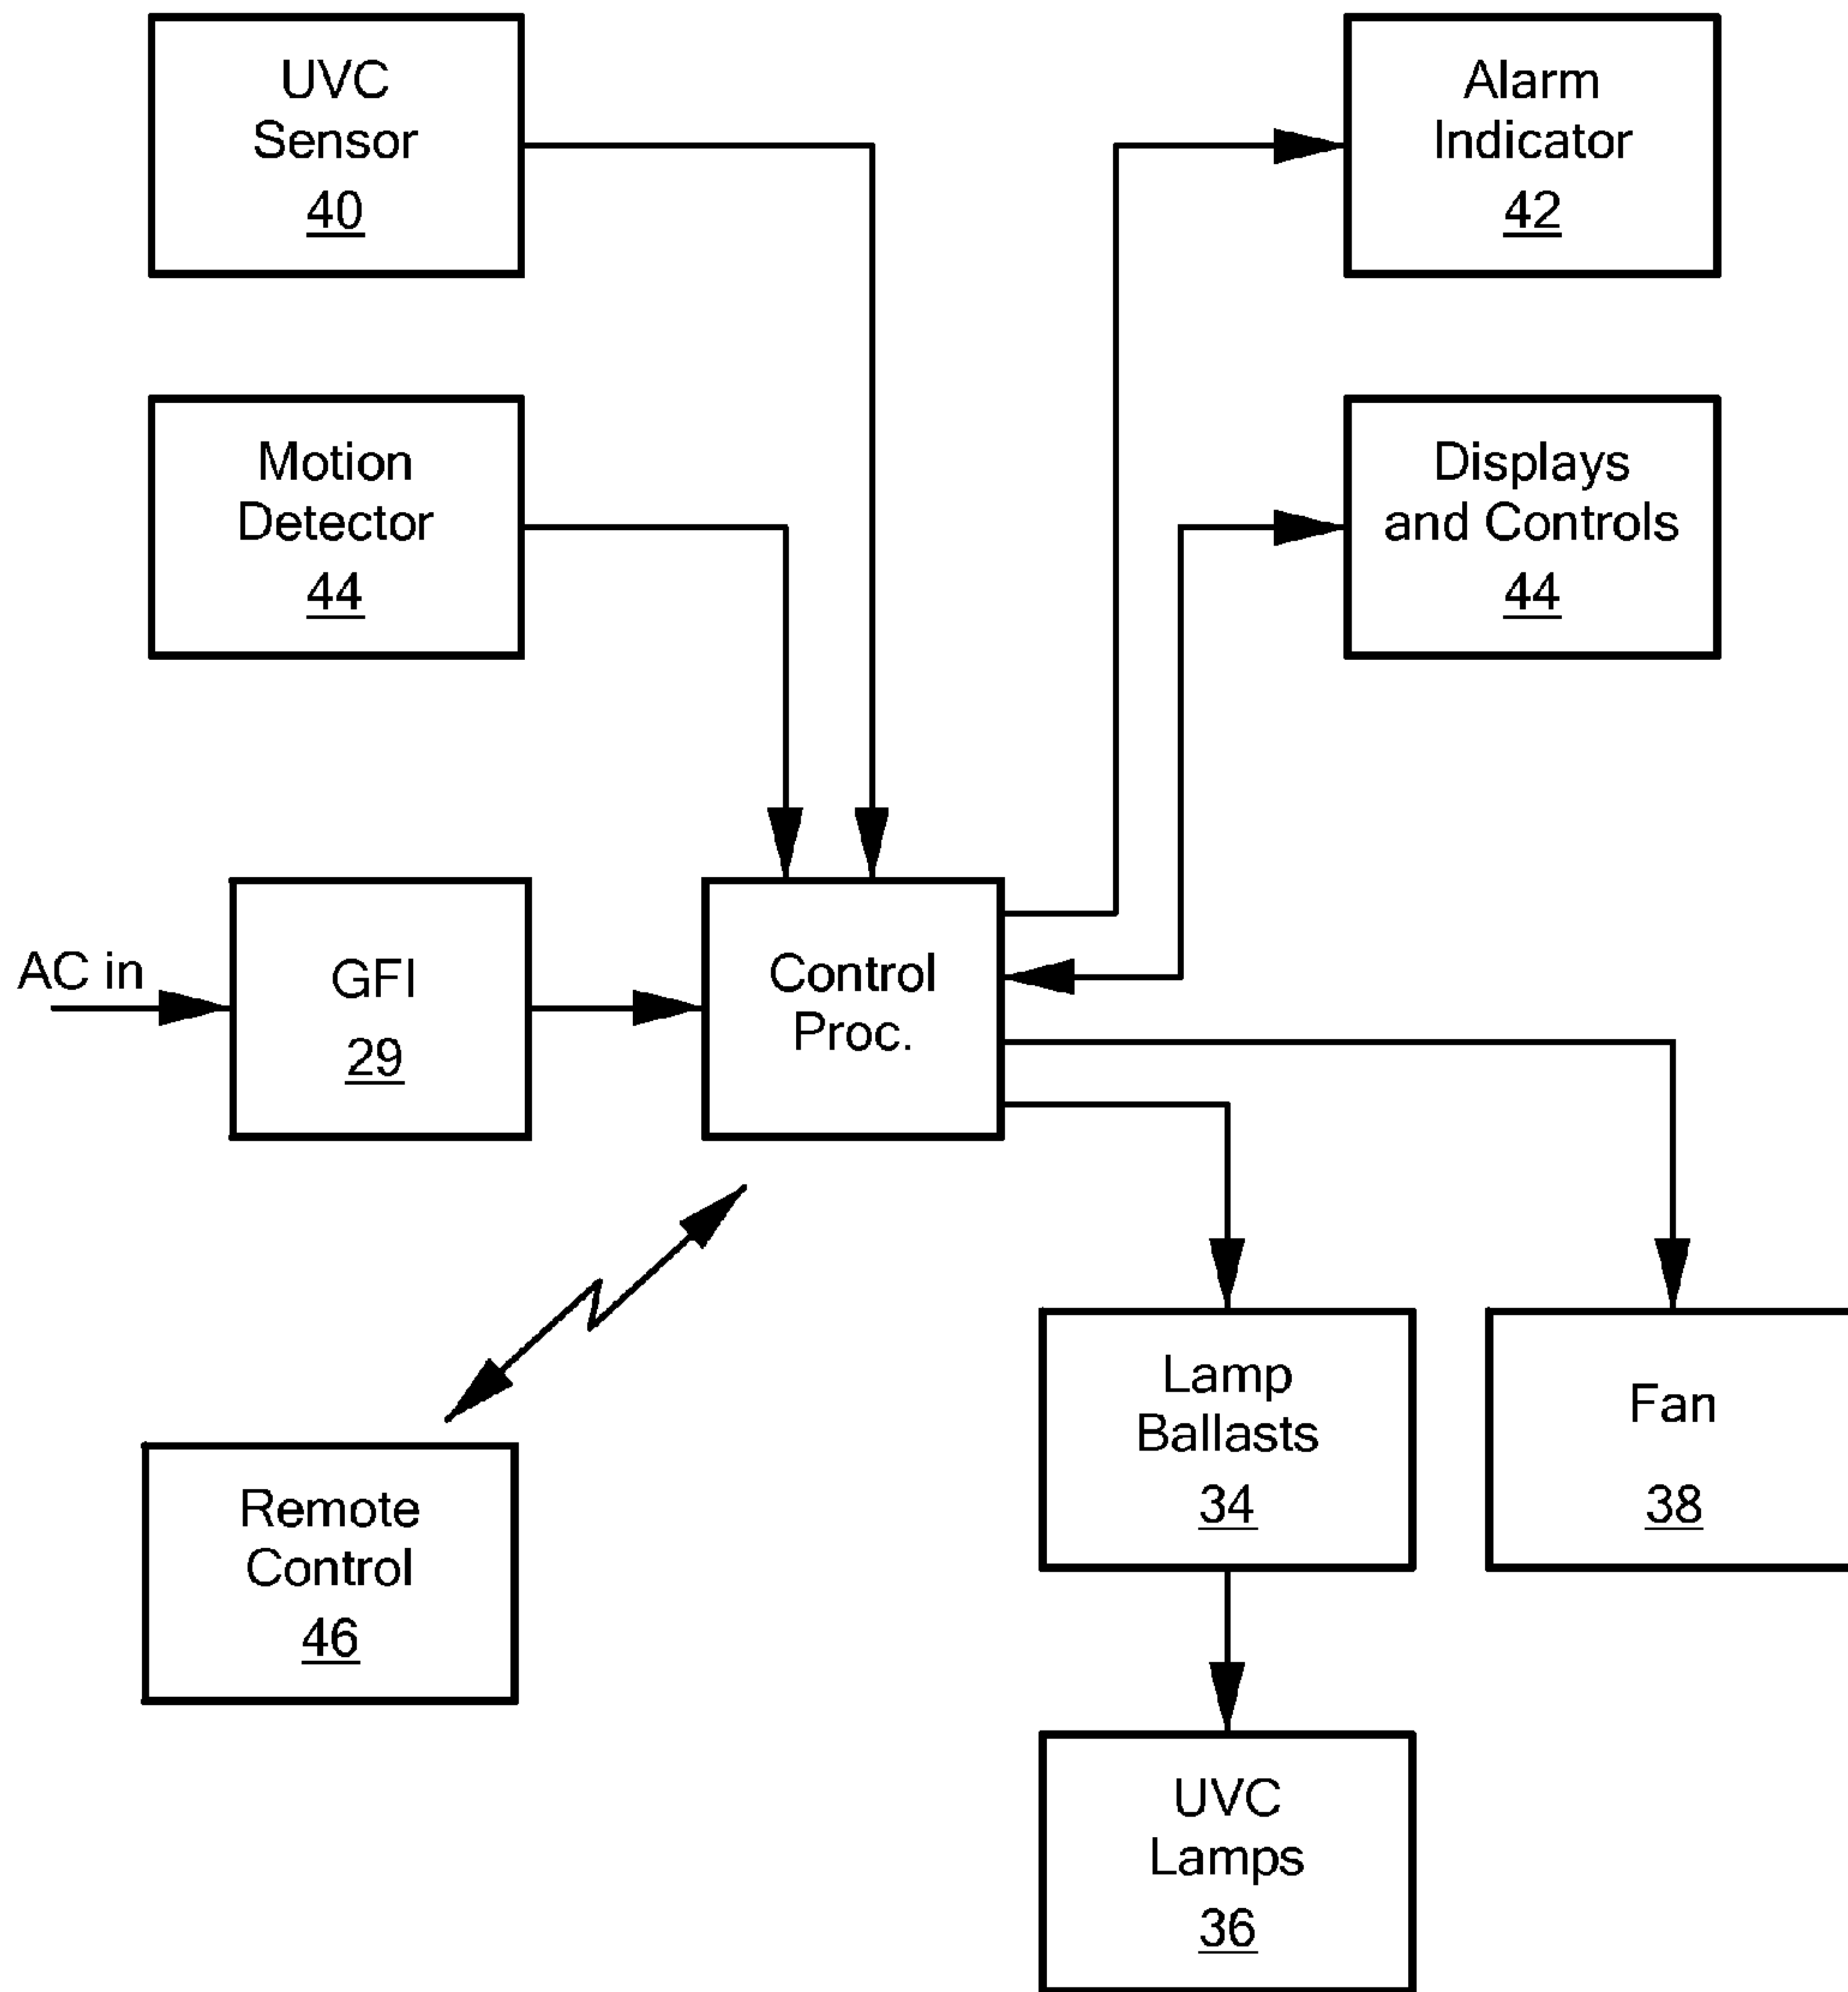 UVC
Sensor
40
Alarm
Indicator
42
Motion
Detector
44
Displays
and Controls
44
AC in
GFI
29
Control
Proc.
Remote
Control
46
Lamp
Ballasts
34
Fan
38
UVC
Lamps
36